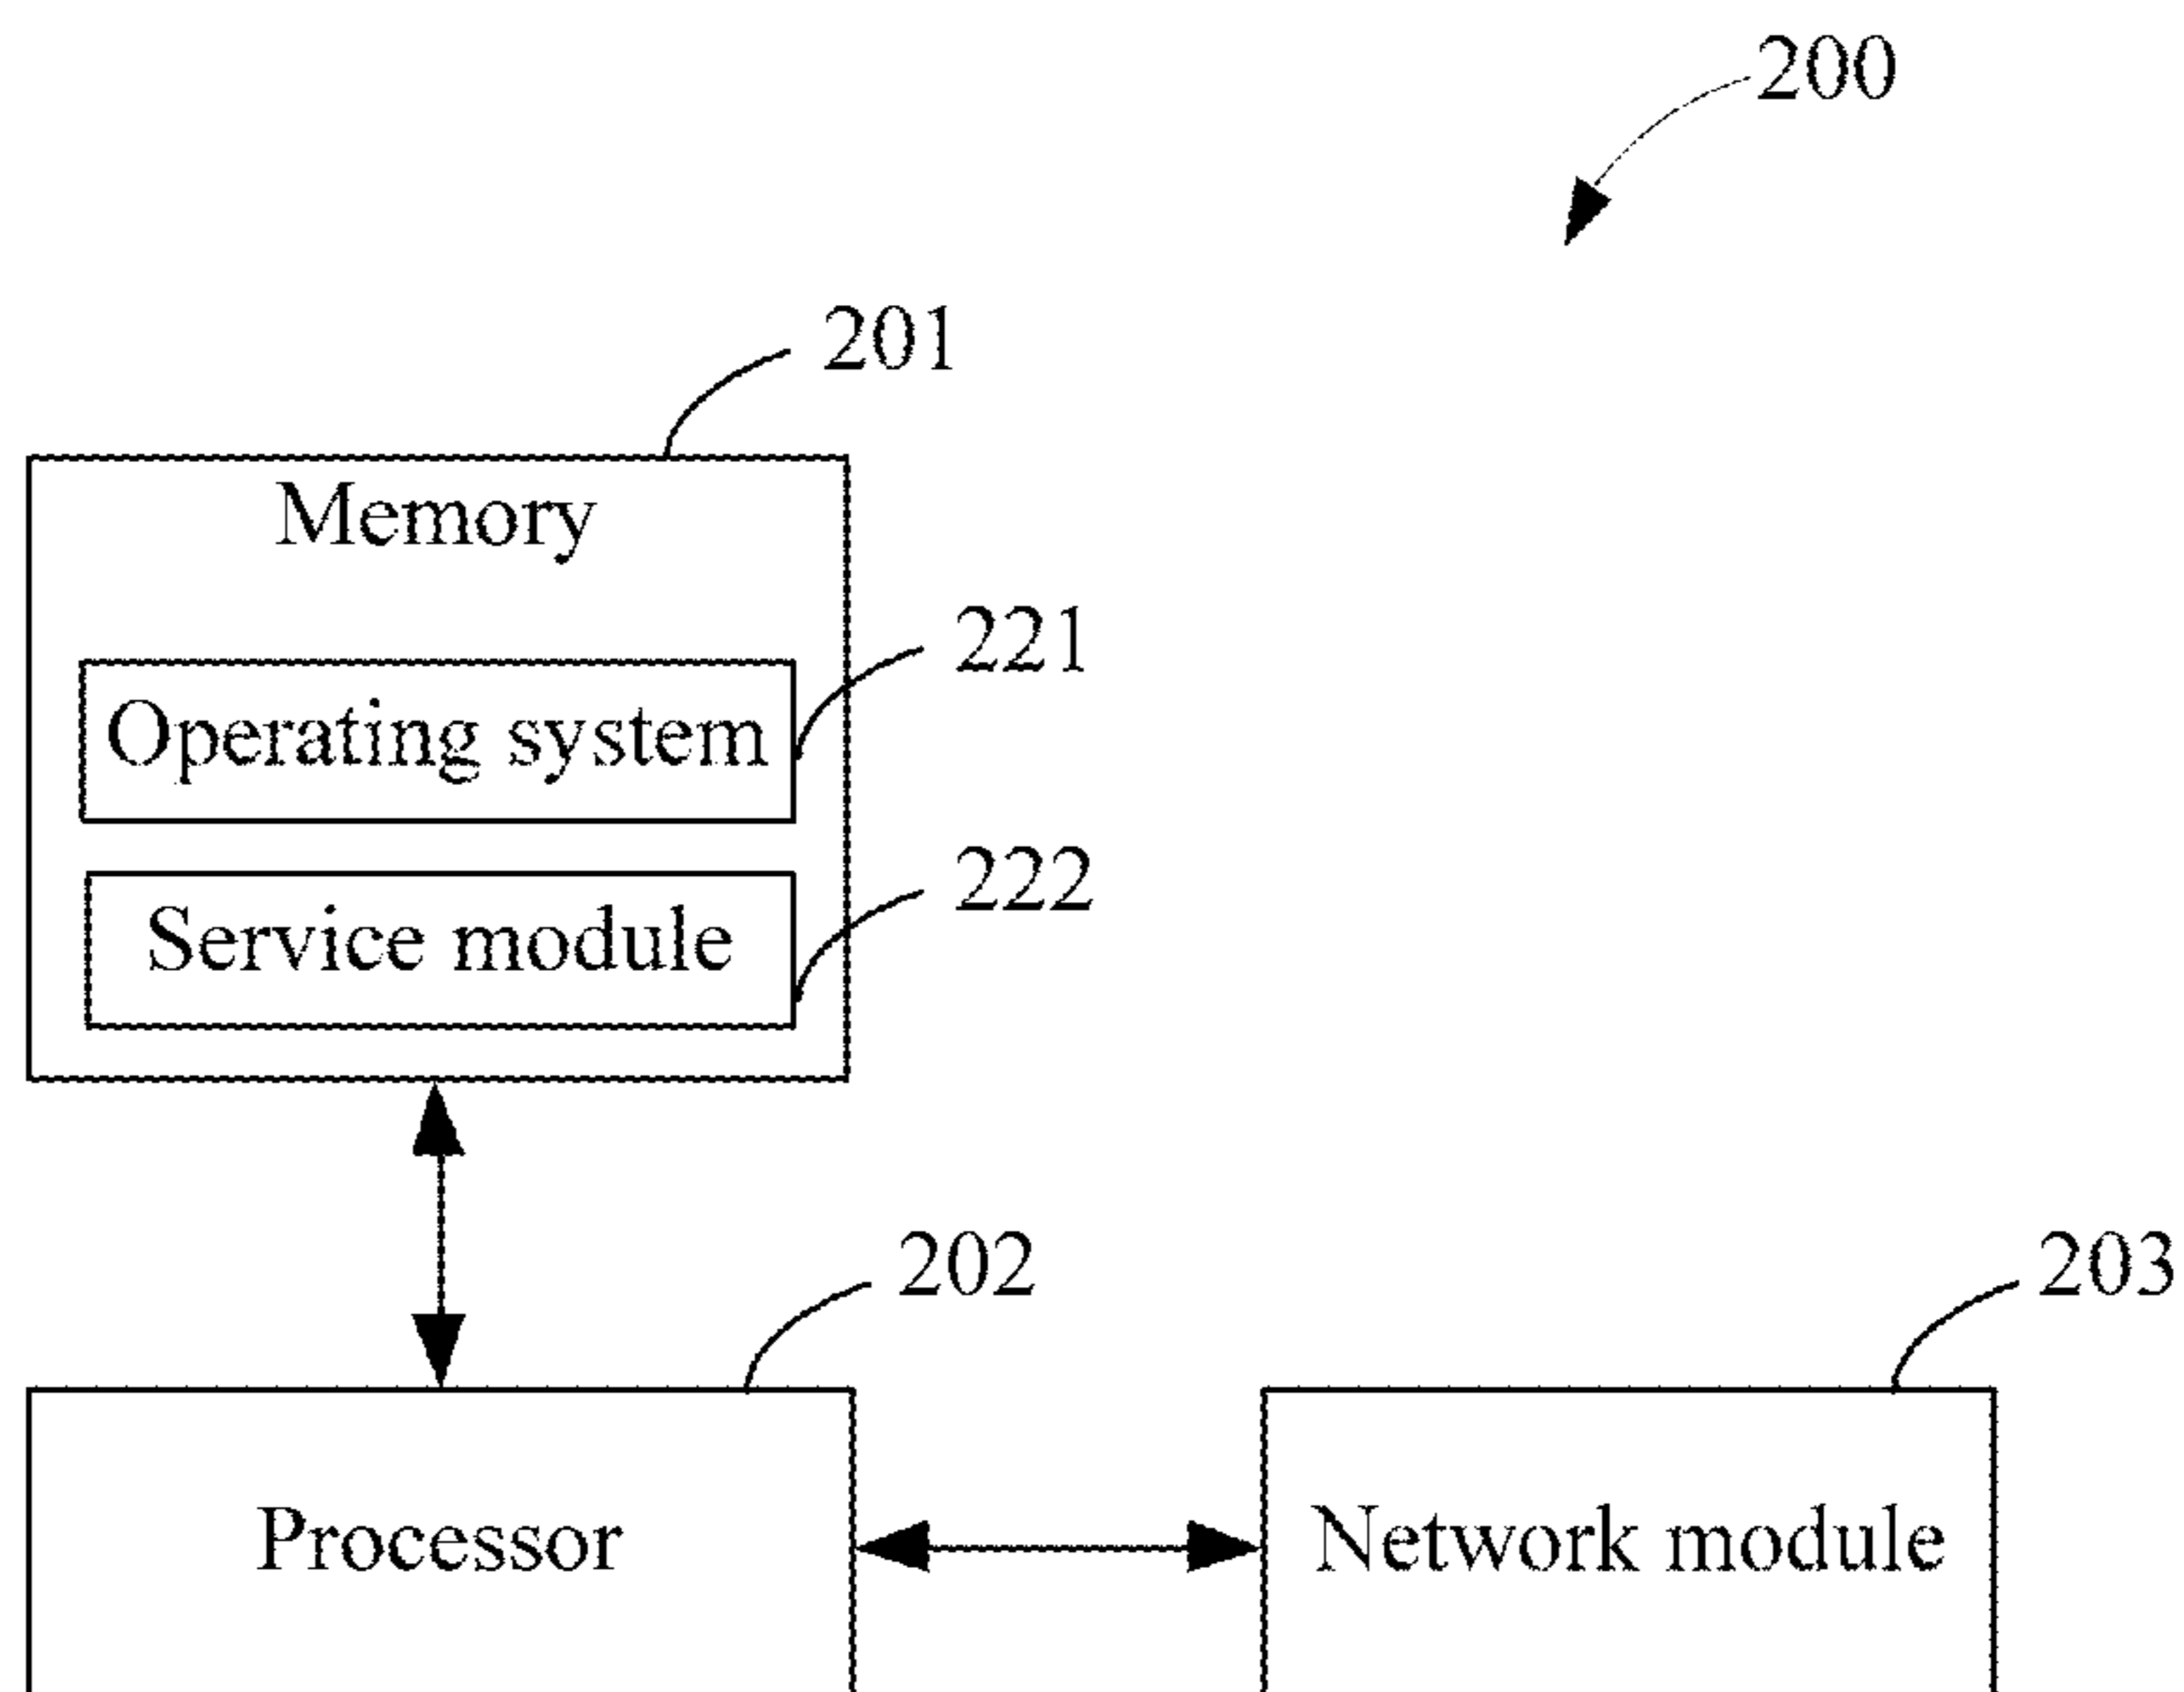 200
201
Memory
221
Operating system
222
Service module
202
203
Processor
Network module